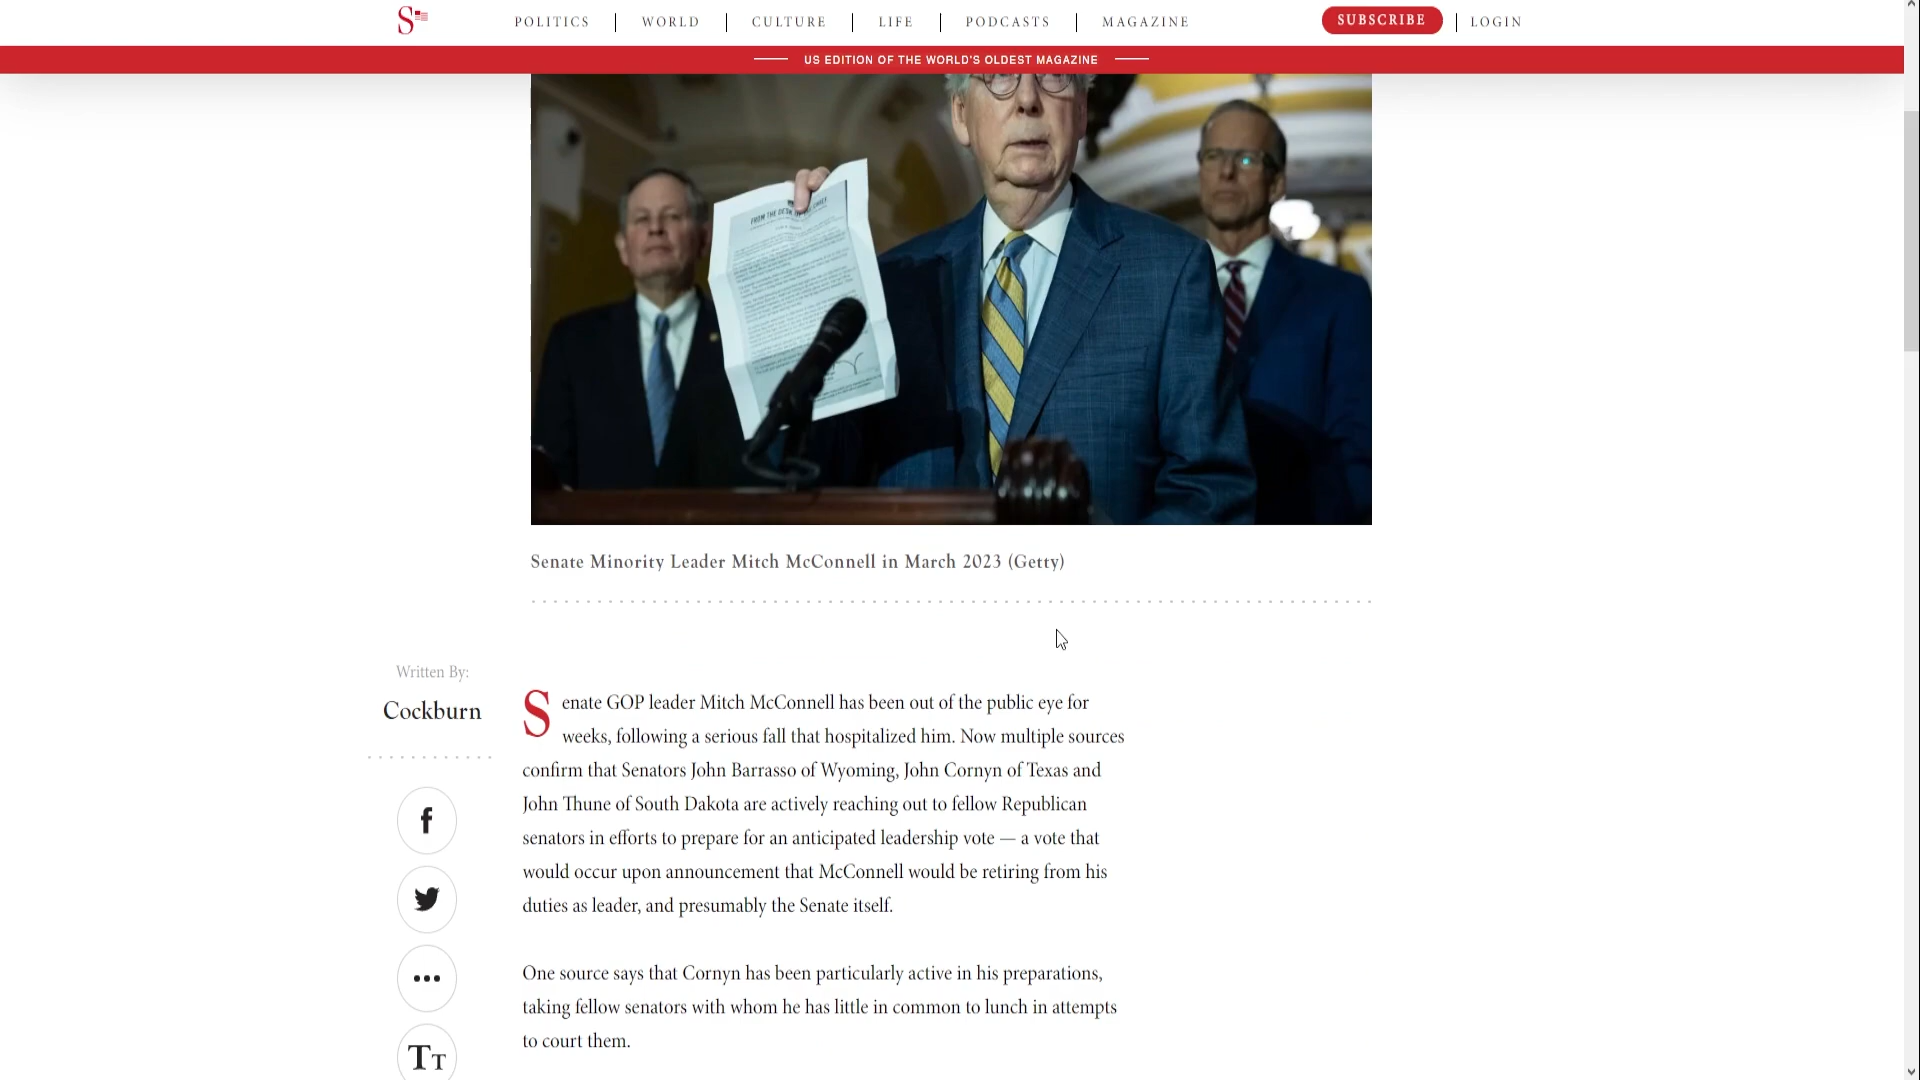 S
POLITICS
WORLD
CULTURE
LIFE
PODCASTS
MAGAZINE
SUBSCRIBE
LOGIN
US EDITION OF THE WORLD'S OLDEST MAGAZINE
Senate Minority Leader Mitch McConnell in March 2023 (Getty)
Written By:
Cockburn
Senate GOP leader Mitch McConnell has been out of the public eye for
weeks, following a serious fall that hospitalized him. Now multiple sources
confirm that Senators John Barrasso of Wyoming, John Cornyn of Texas and
John Thune of South Dakota are actively reaching out to fellow Republican
senators in efforts to prepare for an anticipated leadership vote — a vote that
would occur upon announcement that McConnell would be retiring from his
duties as leader, and presumably the Senate itself.
One source says that Cornyn has been particularly active in his preparations,
taking fellow senators with whom he has little in common to lunch in attempts
to court them.
TT